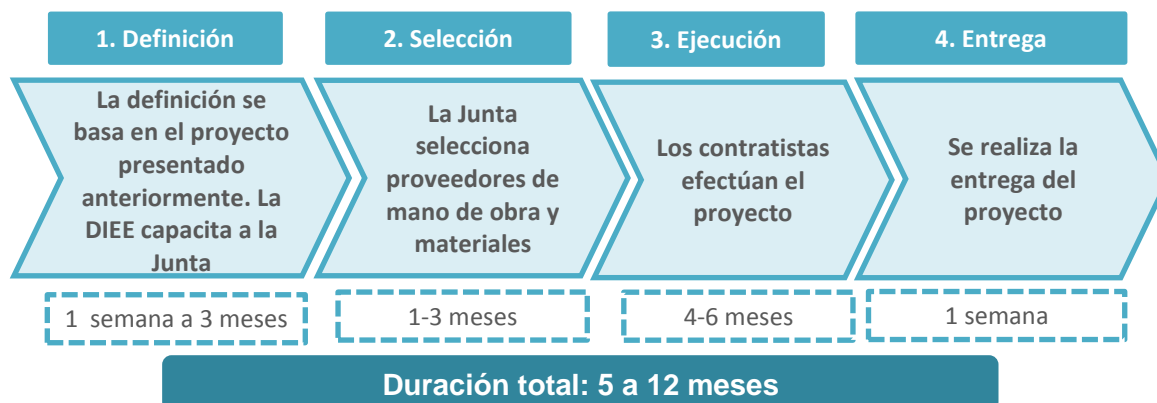 1. Definición
2. Selección
3. Ejecución
4. Entrega
La definición se
basa en el proyecto
presentado
anteriormente. La
DIEE capacita a la
Junta
La Junta
selecciona
proveedores de
mano de obra y
materiales
Los contratistas
efectúan el
proyecto
Se realiza la
entrega del
proyecto
1 semana a 3 meses
1-3 meses
4-6 meses
1 semana
Duración total: 5 a 12 meses